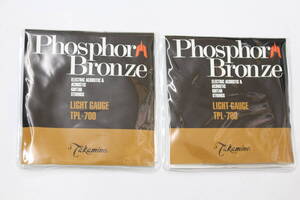 Phosphor
Bronze
ELECTRIC ACOUSTIC &
ACOUSTIC
GUITAR
STRINGS
LIGHT GAUGE
TPL-700
Takamine
Phosphor
Bronze
ELECTRIC ACOUSTIC &
ACOUSTIC
GUITAR
STRINGS
LIGHT GAUGE
TPL-700
Takamine